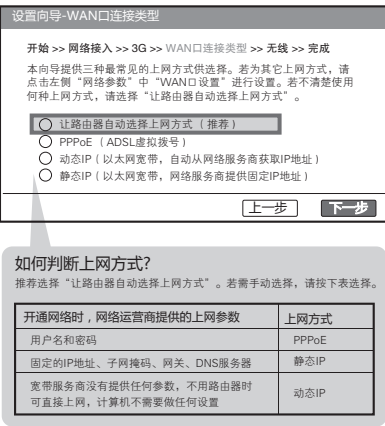 设置向导-WAN口连接类型
开始 >> 网络接入 >> 3G >> WAN口连接类型 >> 无线 >> 完成
本向导提供三种最常见的上网方式供选择。若为其它上网方式，请
点击左侧“网络参数”中“WAN口设置”进行设置。若不清楚使用
何种上网方式，请选择“让路由器自动选择上网方式”。
让路由器自动选择上网方式（推荐）
PPPoE（ADSL虚拟拨号）
动态IP（以太网宽带，自动从网络服务商获取IP地址）
静态IP（以太网宽带，网络服务商提供固定IP地址）
上一步 下一步
如何判断上网方式?
推荐选择“让路由器自动选择上网方式”。若需手动选择，请按下表选择。
开通网络时，网络运营商提供的上网参数 上网方式
用户名和密码 PPPoE
固定的IP地址、子网掩码、网关、DNS服务器 静态IP
宽带服务商没有提供任何参数，不用路由器时
可直接上网，计算机不需要做任何设置 动态IP